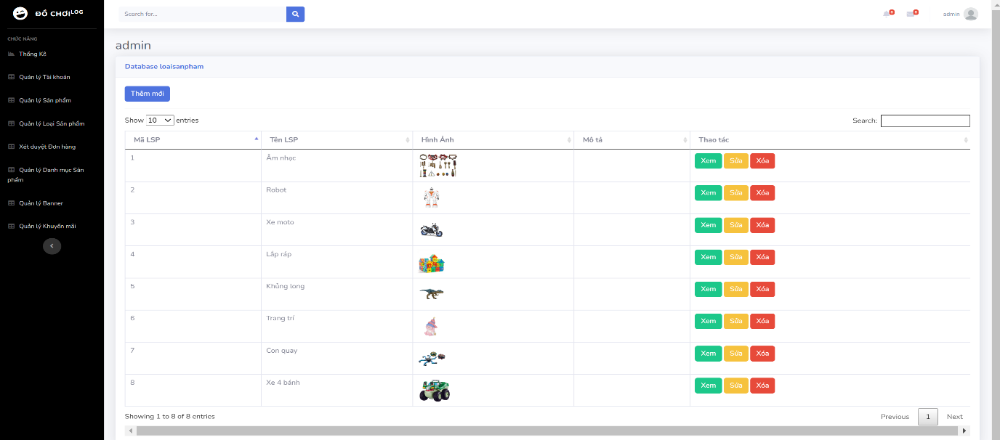 ĐỒ CHƠI LOG
CHỨC NĂNG
Thống Kê
Quản lý Tài khoản
Quản lý Sản phẩm
Quản lý Loại Sản phẩm
Xét duyệt Đơn hàng
Quản lý Danh mục Sản
phẩm
Quản lý Banner
Quản lý Khuyến mãi
Search for...
0
0
admin
admin
Database loaisanpham
Thêm mới
Show 10 entries
Search:
Mã LSP Tên LSP Hình Ảnh Mô tả Thao tác
1 Âm nhạc Xem Sửa Xóa
2 Robot Xem Sửa Xóa
3 Xe moto Xem Sửa Xóa
4 Lắp ráp Xem Sửa Xóa
5 Khủng long Xem Sửa Xóa
6 Trang trí Xem Sửa Xóa
7 Con quay Xem Sửa Xóa
8 Xe 4 bánh Xem Sửa Xóa
Showing 1 to 8 of 8 entries
Previous 1 Next